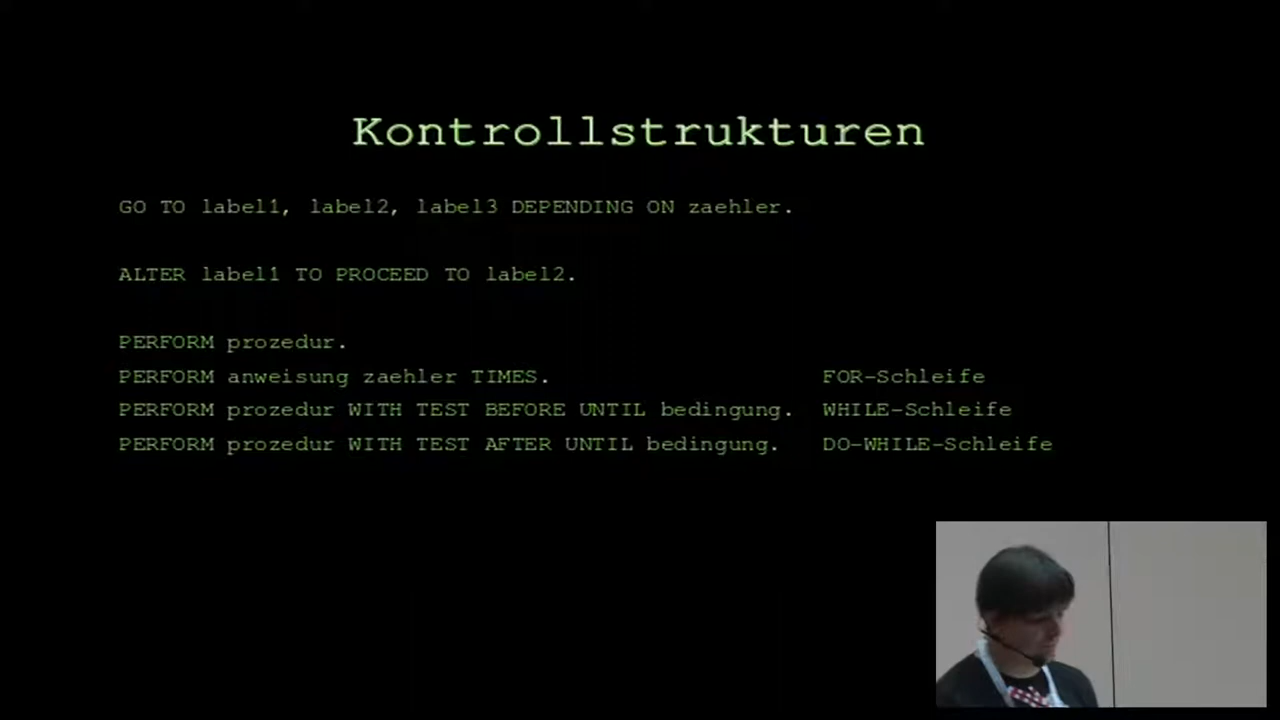 Kontrollstrukturen
GO TO label1, label2, label3 DEPENDING ON zaehler.
ALTER label1 TO PROCEED TO label2.
PERFORM prozedur.
PERFORM anweisung zaehler TIMES. FOR-Schleife
PERFORM prozedur WITH TEST BEFORE UNTIL bedingung. WHILE-Schleife
PERFORM prozedur WITH TEST AFTER UNTIL bedingung. DO-WHILE-Schleife